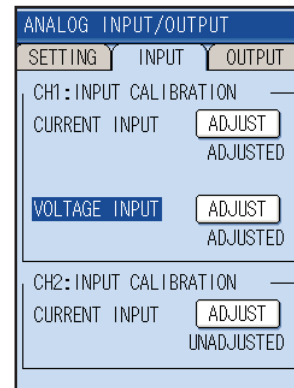 ANALOG INPUT/OUTPUT
SETTING INPUT OUTPUT
CH1:INPUT CALIBRATION
CURRENT INPUT ADJUST
ADJUSTED
VOLTAGE INPUT ADJUST
ADJUSTED
CH2:INPUT CALIBRATION
CURRENT INPUT ADJUST
UNADJUSTED